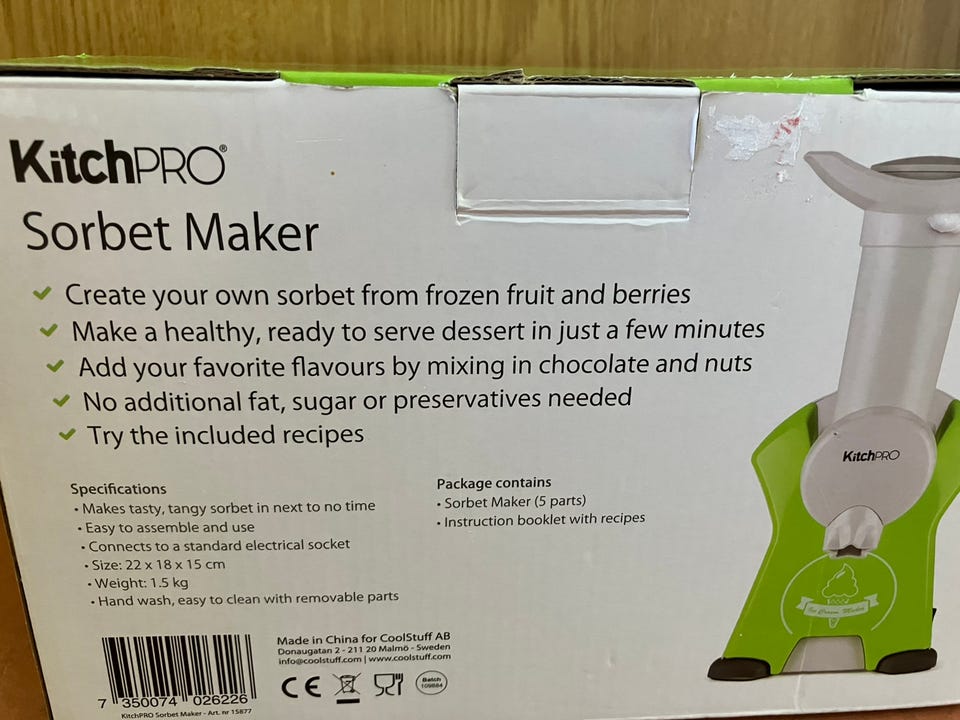 KitchPRO®
Sorbet Maker
Create your own sorbet from frozen fruit and berries
Make a healthy, ready to serve dessert in just a few minutes
Add your favorite flavours by mixing in chocolate and nuts
No additional fat, sugar or preservatives needed
Try the included recipes
Specifications
• Makes tasty, tangy sorbet in next to no time
• Easy to assemble and use
• Connects to a standard electrical socket
• Size: 22 x 18 x 15 cm
• Weight: 1.5 kg
• Hand wash, easy to clean with removable parts
Package contains
• Sorbet Maker (5 parts)
• Instruction booklet with recipes
KitchPRO
Ice Cream Maker
Made in China for CoolStuff AB
Donaugatan 2 - 211 20 Malmö - Sweden
info@coolstuff.com | www.coolstuff.com
CE
Batch
109884
7 350074 026226
KitchPRO Sorbet Maker - Art. nr 15877